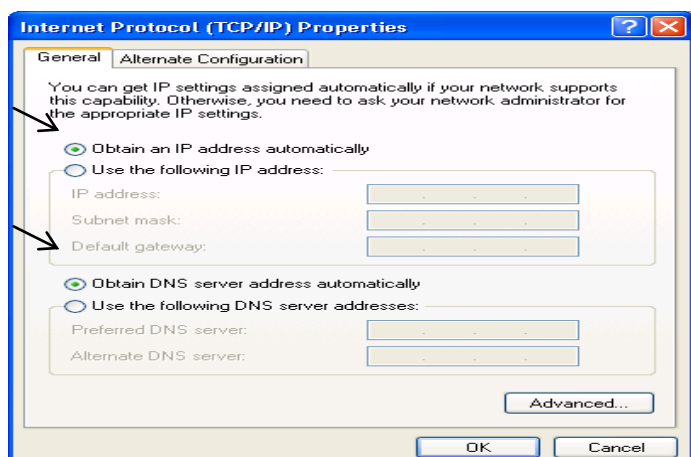 Internet Protocol (TCP/IP) Properties
General
Alternate Configuration
You can get IP settings assigned automatically if your network supports
this capability. Otherwise, you need to ask your network administrator for
the appropriate IP settings.
Obtain an IP address automatically
Use the following IP address:
IP address:
Subnet mask:
Default gateway:
Obtain DNS server address automatically
Use the following DNS server addresses:
Preferred DNS server:
Alternate DNS server:
Advanced...
OK
Cancel